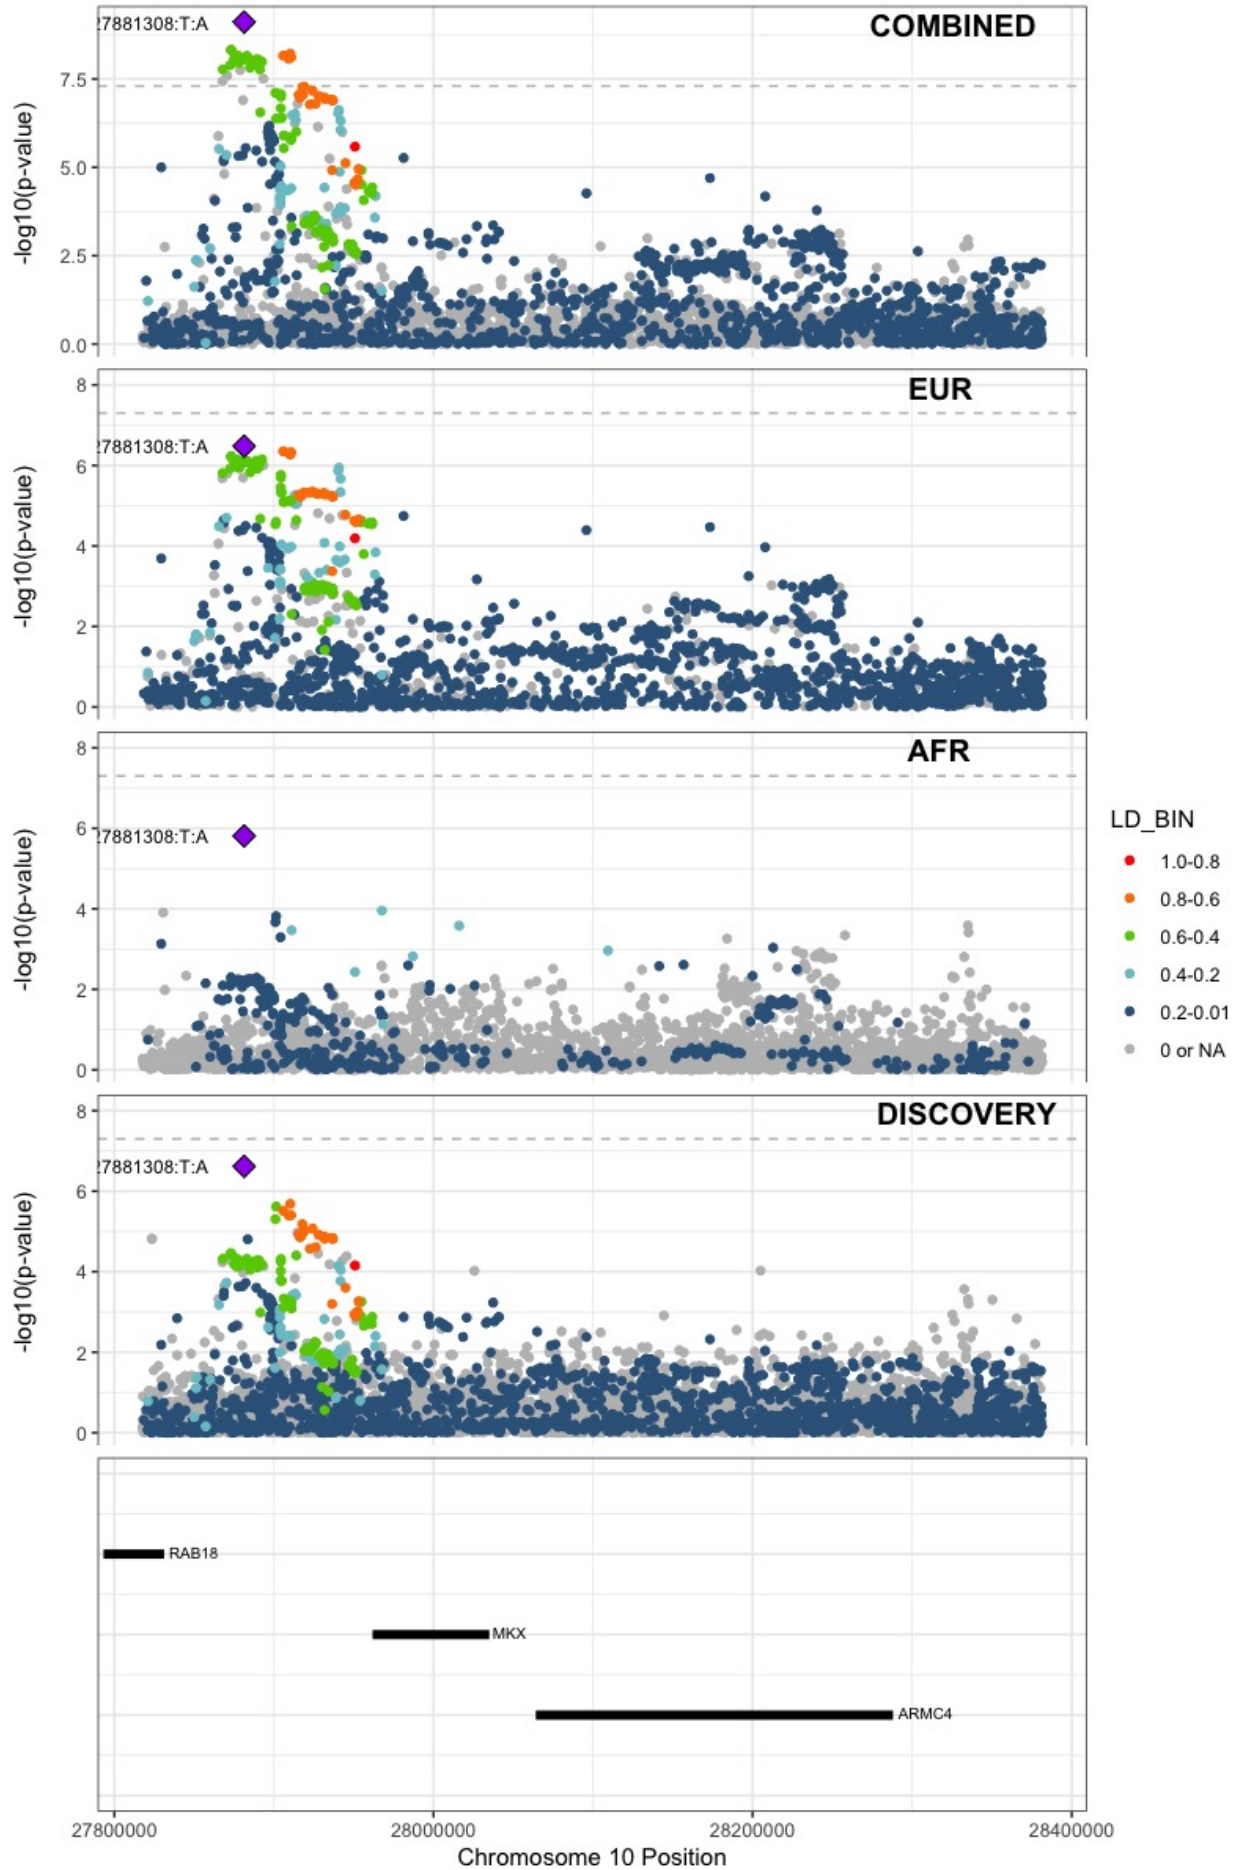 COMBINED
27881308:T:A
-log10(p-value)
7.5
5.0
2.5
0.0
EUR
27881308:T:A
-log10(p-value)
8
6
4
2
0
AFR
27881308:T:A
-log10(p-value)
8
6
4
2
0
LD_BIN
1.0-0.8
0.8-0.6
0.6-0.4
0.4-0.2
0.2-0.01
0 or NA
DISCOVERY
27881308:T:A
-log10(p-value)
8
6
4
2
0
RAB18
MKX
ARMC4
27800000 28000000 28200000 28400000
Chromosome 10 Position